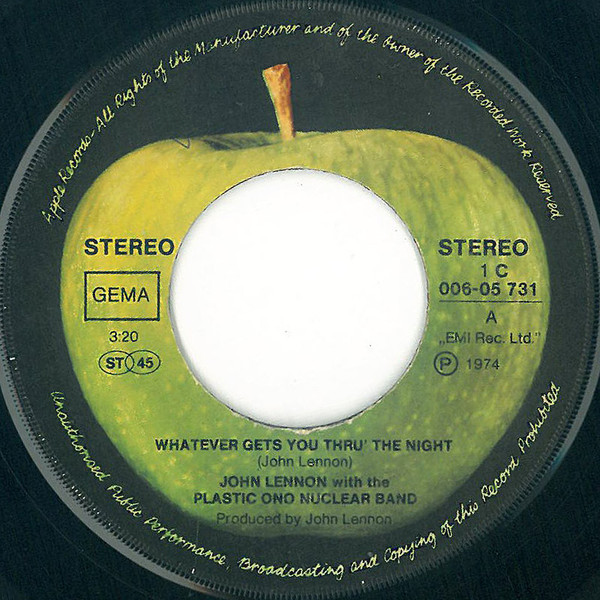 Apple Records - All Rights of the Manufacturer and of the Owner of the Recorded Work Reserved
STEREO
GEMA
3:20
ST 45
STEREO
1 C
006-05 731
A
„EMI Rec. Ltd."
Ⓟ 1974
WHATEVER GETS YOU THRU' THE NIGHT
(John Lennon)
JOHN LENNON with the
PLASTIC ONO NUCLEAR BAND
Produced by John Lennon
Unauthorised Public Performance, Broadcasting and Copying of this Record Prohibited